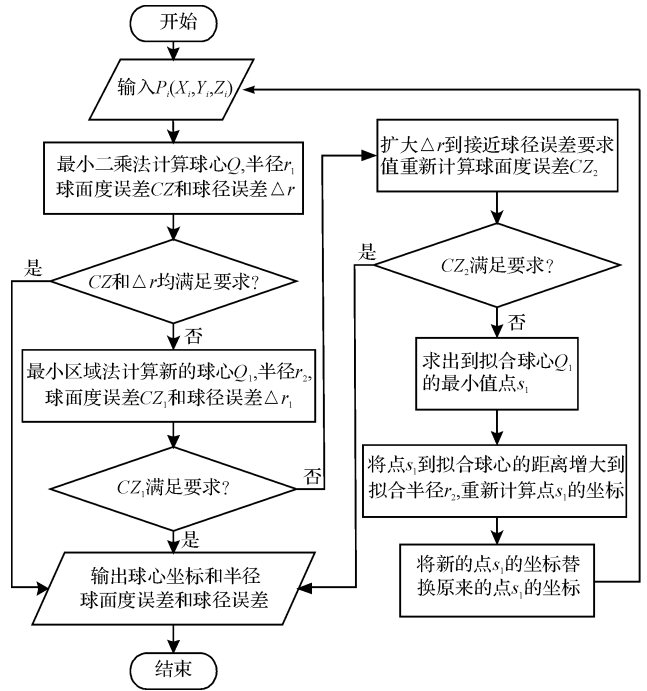 开始
输入Pᵢ(Xᵢ,Yᵢ,Zᵢ)
最小二乘法计算球心Q,半径r₁
球面度误差CZ和球径误差△r
是
CZ和△r均满足要求?
否
最小区域法计算新的球心Q₁,半径r₂,
球面度误差CZ₁和球径误差△r₁
CZ₁满足要求?
否
是
输出球心坐标和半径
球面度误差和球径误差
结束
扩大△r到接近球径误差要求
值重新计算球面度误差CZ₂
是
CZ₂满足要求?
否
求出到拟合球心Q₁
的最小值点s₁
将点s₁到拟合球心的距离增大到
拟合半径r₂,重新计算点s₁的坐标
将新的点s₁的坐标替
换原来的点s₁的坐标